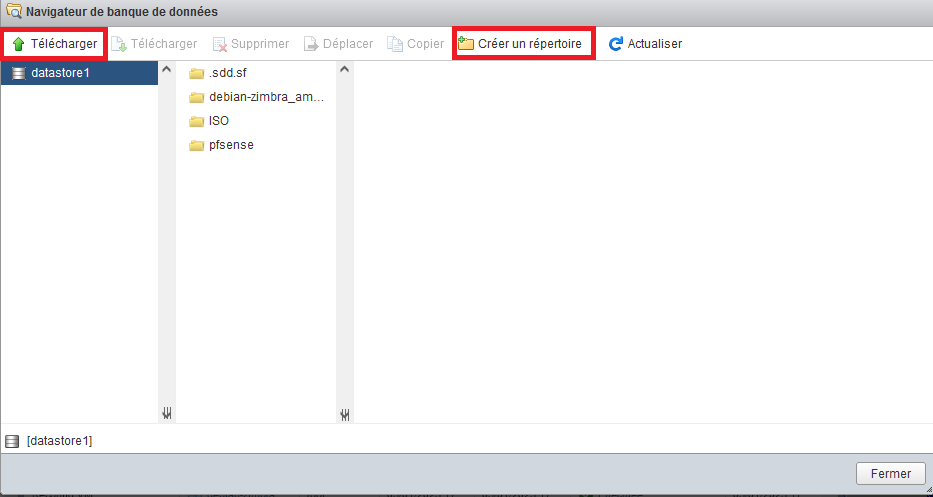 Navigateur de banque de données
Télécharger Télécharger Supprimer Déplacer Copier Créer un répertoire Actualiser
datastore1
.sdd.sf
debian-zimbra_am...
ISO
pfsense
[datastore1]
Fermer